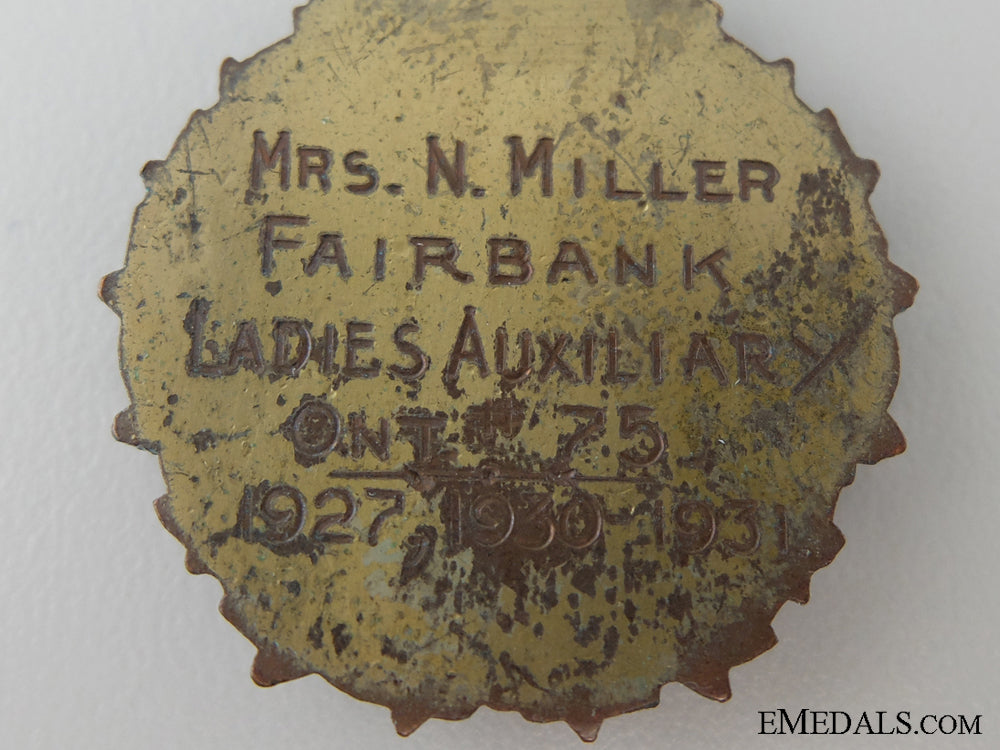 MRS. N. MILLER
FAIRBANK
LADIES AUXILIARY
ONT. 75
1927, 1930-1931
EMEDALS.COM